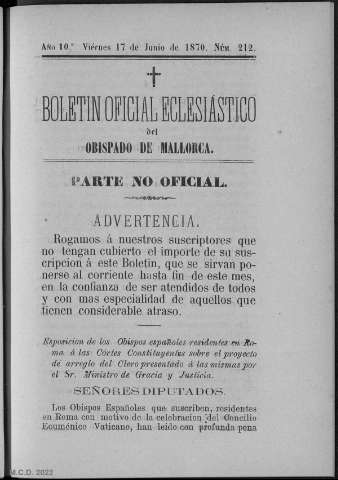 Año 10.º Viérnes 17 de Junio de 1870. Núm. 212.
BOLETIN OFICIAL ECLESIÁSTICO
del
OBISPADO DE MALLORCA.
PARTE NO OFICIAL.
ADVERTENCIA.
Rogamos á nuestros suscriptores que
no tengan cubierto el importe de su sus-
cripcion á este Boletin, que se sirvan po-
nerse al corriente hasta fin de este mes,
en la confianza de ser atendidos de todos
y con mas especialidad de aquellos que
tienen considerable atraso.
Exposicion de los Obispos españoles residentes en Ro-
ma á las Córtes Constituyentes sobre el proyecto
de arreglo del Clero presentado á las mismas por
el Sr. Ministro de Gracia y Justicia.
SEÑORES DIPUTADOS.
Los Obispos Españoles que suscriben, residentes
en Roma con motivo de la celebracion del Concilio
Ecuménico Vaticano, han leido con profunda pena
M.C.D. 2022